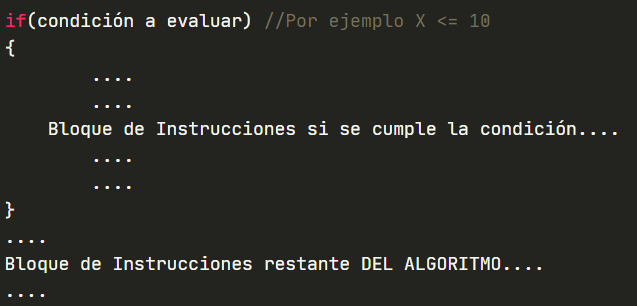 if(condición a evaluar) //Por ejemplo X <= 10
{
....
....
Bloque de Instrucciones si se cumple la condición....
....
....
}
....
Bloque de Instrucciones restante DEL ALGORITMO....
....